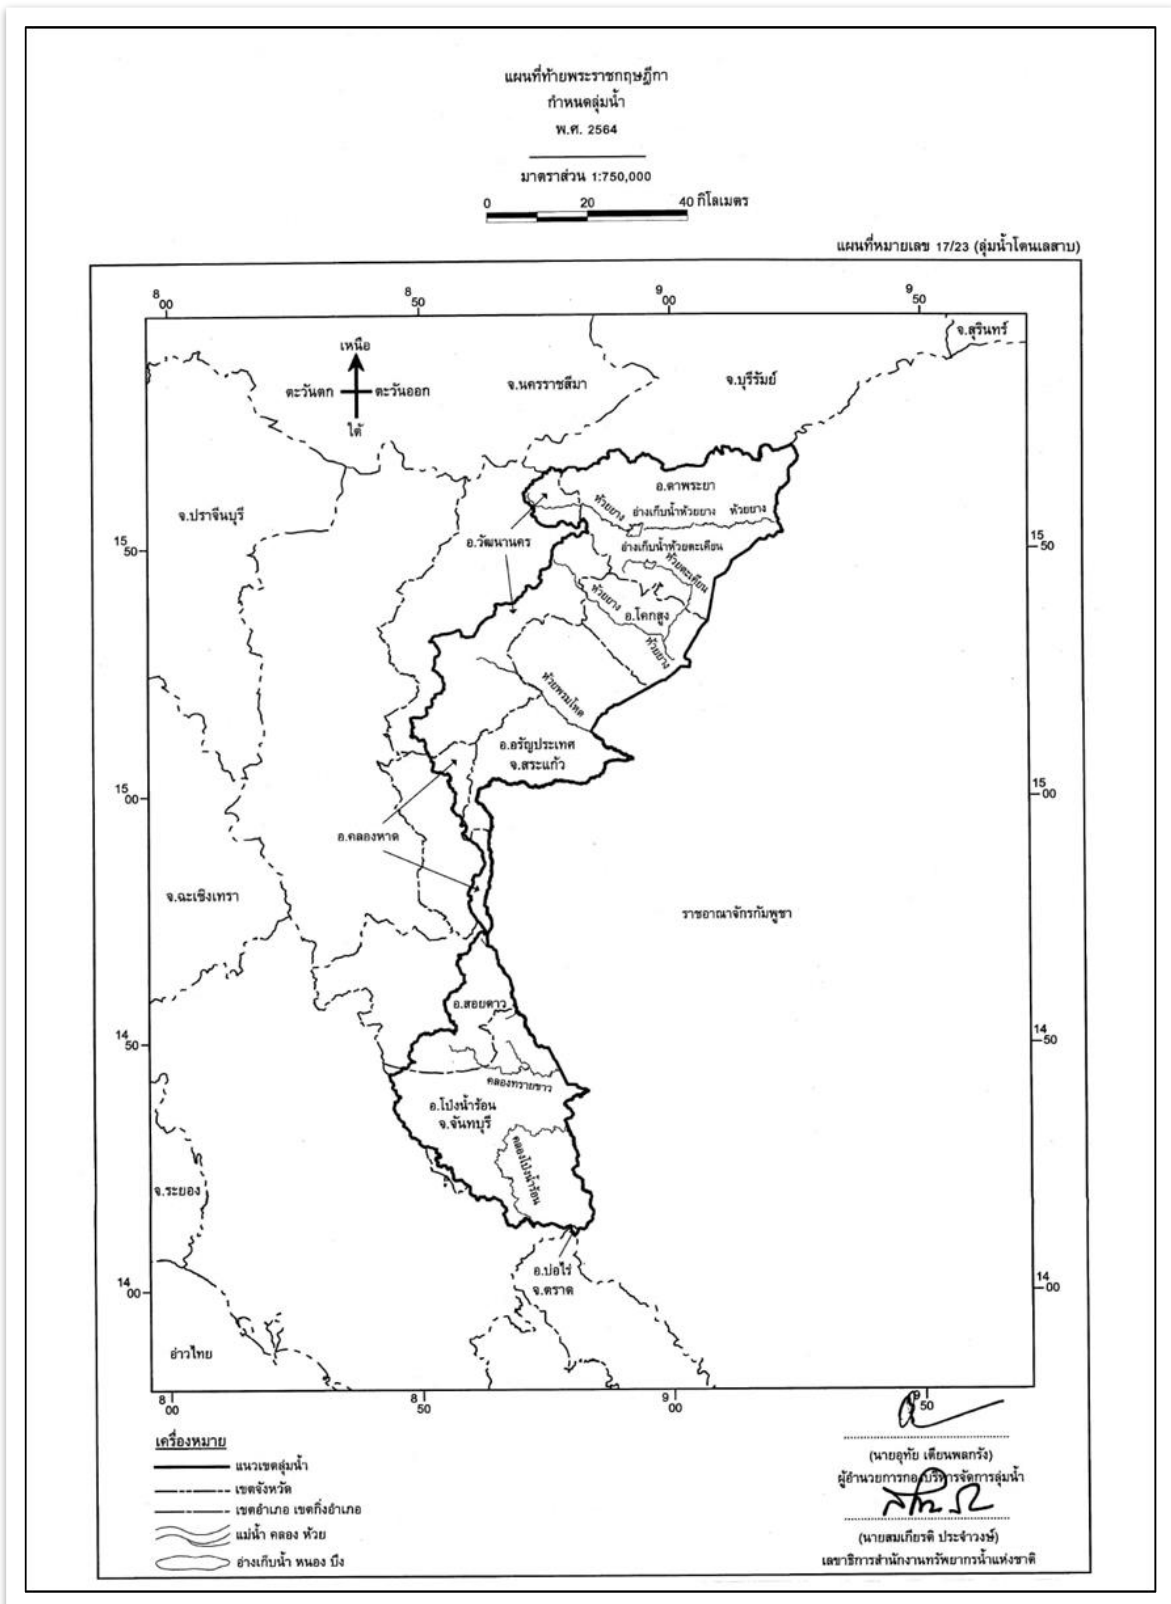 แผนที่ท้ายพระราชกฤษฎีกา
กำหนดลุ่มน้ำ
พ.ศ. 2564
มาตราส่วน 1:750,000
0 20 40 กิโลเมตร
แผนที่หมายเลข 17/23 (ลุ่มน้ำโตนเลสาบ)
8 00 8 50 9 00 9 50
จ.สุรินทร์
เหนือ
ตะวันตก ตะวันออก
ใต้
จ.นครราชสีมา
จ.บุรีรัมย์
อ.ตาพระยา
จ.ปราจีนบุรี
ห้วยยาง
อ่างเก็บน้ำห้วยยาง
ห้วยยาง
อ.วัฒนานคร
อ่างเก็บน้ำห้วยตะเคียน
15 50
15 50
ห้วยตะเคียน
ห้วยยาง
อ.โคกสูง
ห้วยยาง
ห้วยพรมโหด
อ.อรัญประเทศ
จ.สระแก้ว
15 00
15 00
อ.คลองหาด
จ.ฉะเชิงเทรา
ราชอาณาจักรกัมพูชา
อ.สอยดาว
14 50
14 50
คลองทรายขาว
อ.โป่งน้ำร้อน
จ.จันทบุรี
คลองโป่งน้ำร้อน
จ.ระยอง
อ.บ่อไร่
จ.ตราด
14 00
14 00
อ่าวไทย
8 00 8 50 9 00 9 50
เครื่องหมาย
แนวเขตลุ่มน้ำ
เขตจังหวัด
เขตอำเภอ เขตกิ่งอำเภอ
แม่น้ำ คลอง ห้วย
อ่างเก็บน้ำ หนอง บึง
(นายอุทัย เตียนพลกรัง)
ผู้อำนวยการกองบริหารจัดการลุ่มน้ำ
(นายสมเกียรติ ประจำวงษ์)
เลขาธิการสำนักงานทรัพยากรน้ำแห่งชาติ